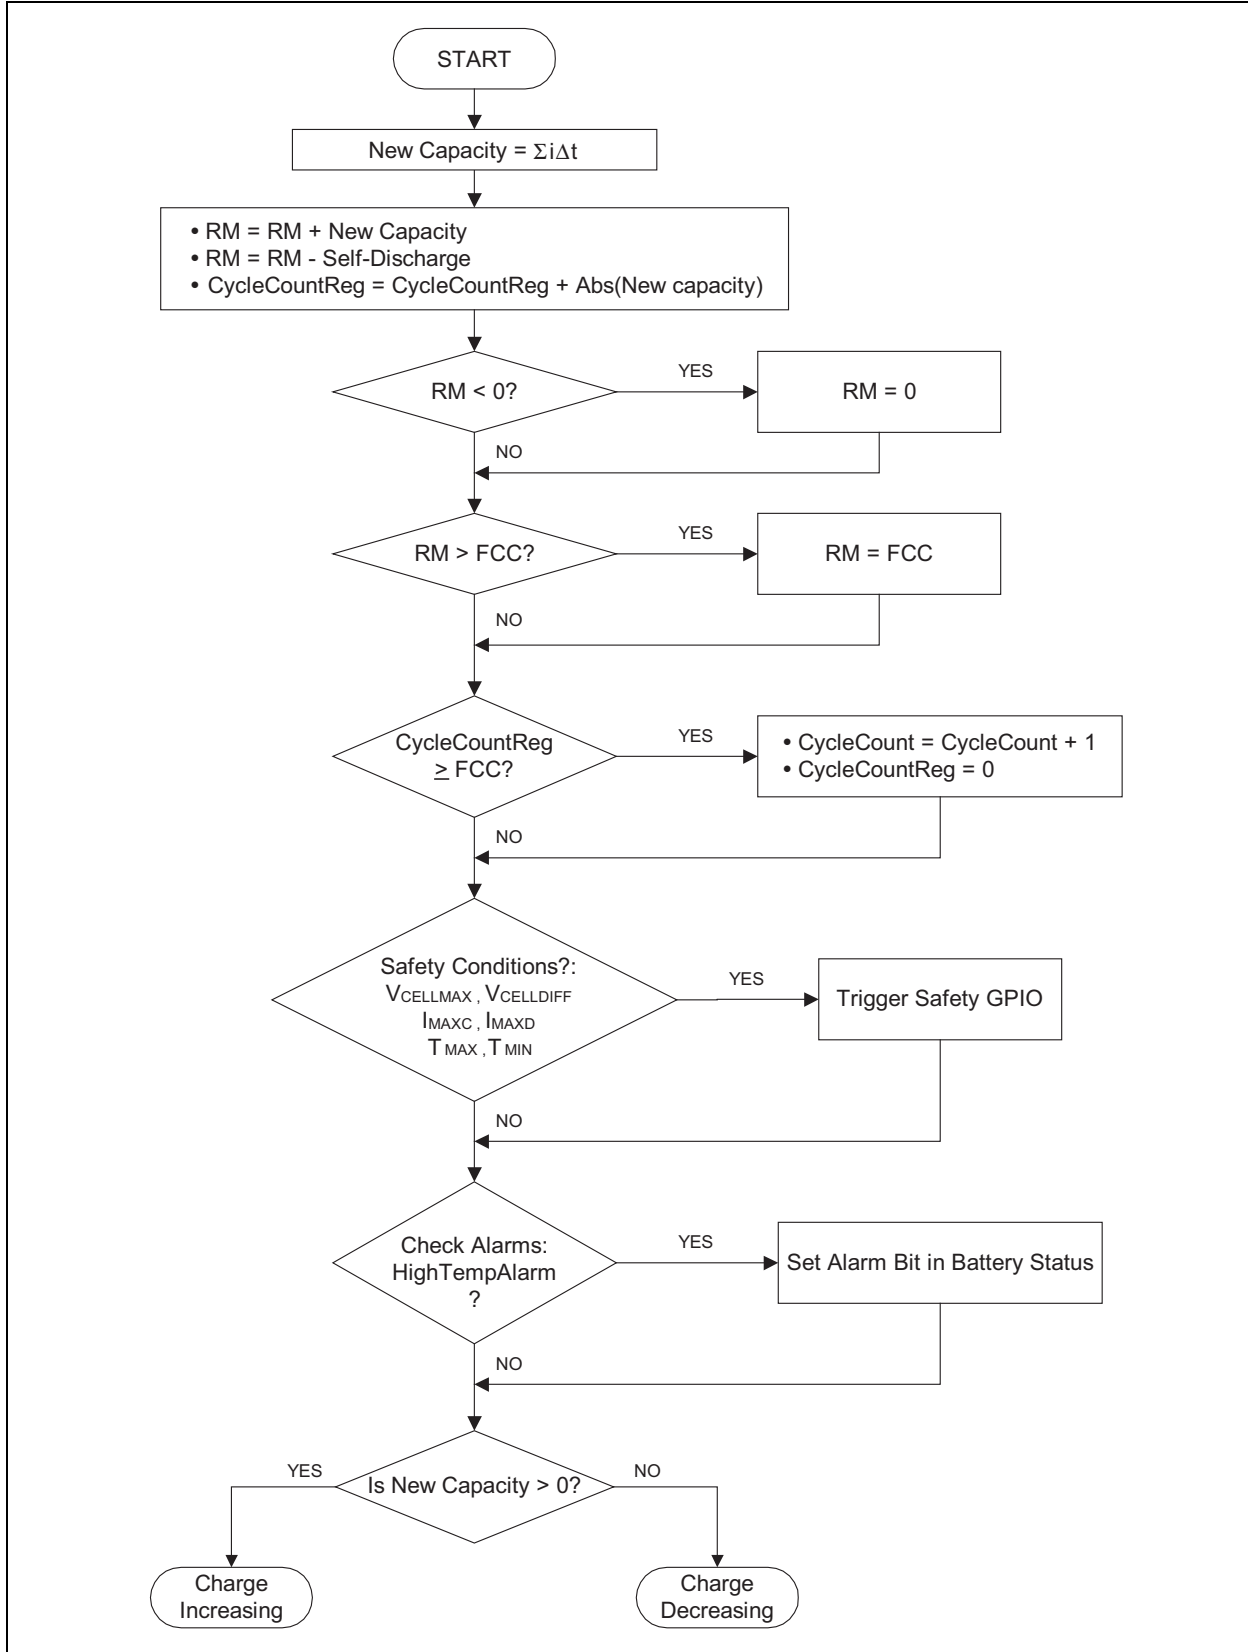 START
New Capacity = ΣiΔt
• RM = RM + New Capacity
• RM = RM - Self-Discharge
• CycleCountReg = CycleCountReg + Abs(New capacity)
RM < 0?
YES
RM = 0
NO
RM > FCC?
YES
RM = FCC
NO
CycleCountReg
≥ FCC?
YES
• CycleCount = CycleCount + 1
• CycleCountReg = 0
NO
Safety Conditions?:
VCELLMAX , VCELLDIFF
IMAXC , IMAXD
TMAX , TMIN
YES
Trigger Safety GPIO
NO
Check Alarms:
HighTempAlarm
?
YES
Set Alarm Bit in Battery Status
NO
Is New Capacity > 0?
YES
NO
Charge
Increasing
Charge
Decreasing